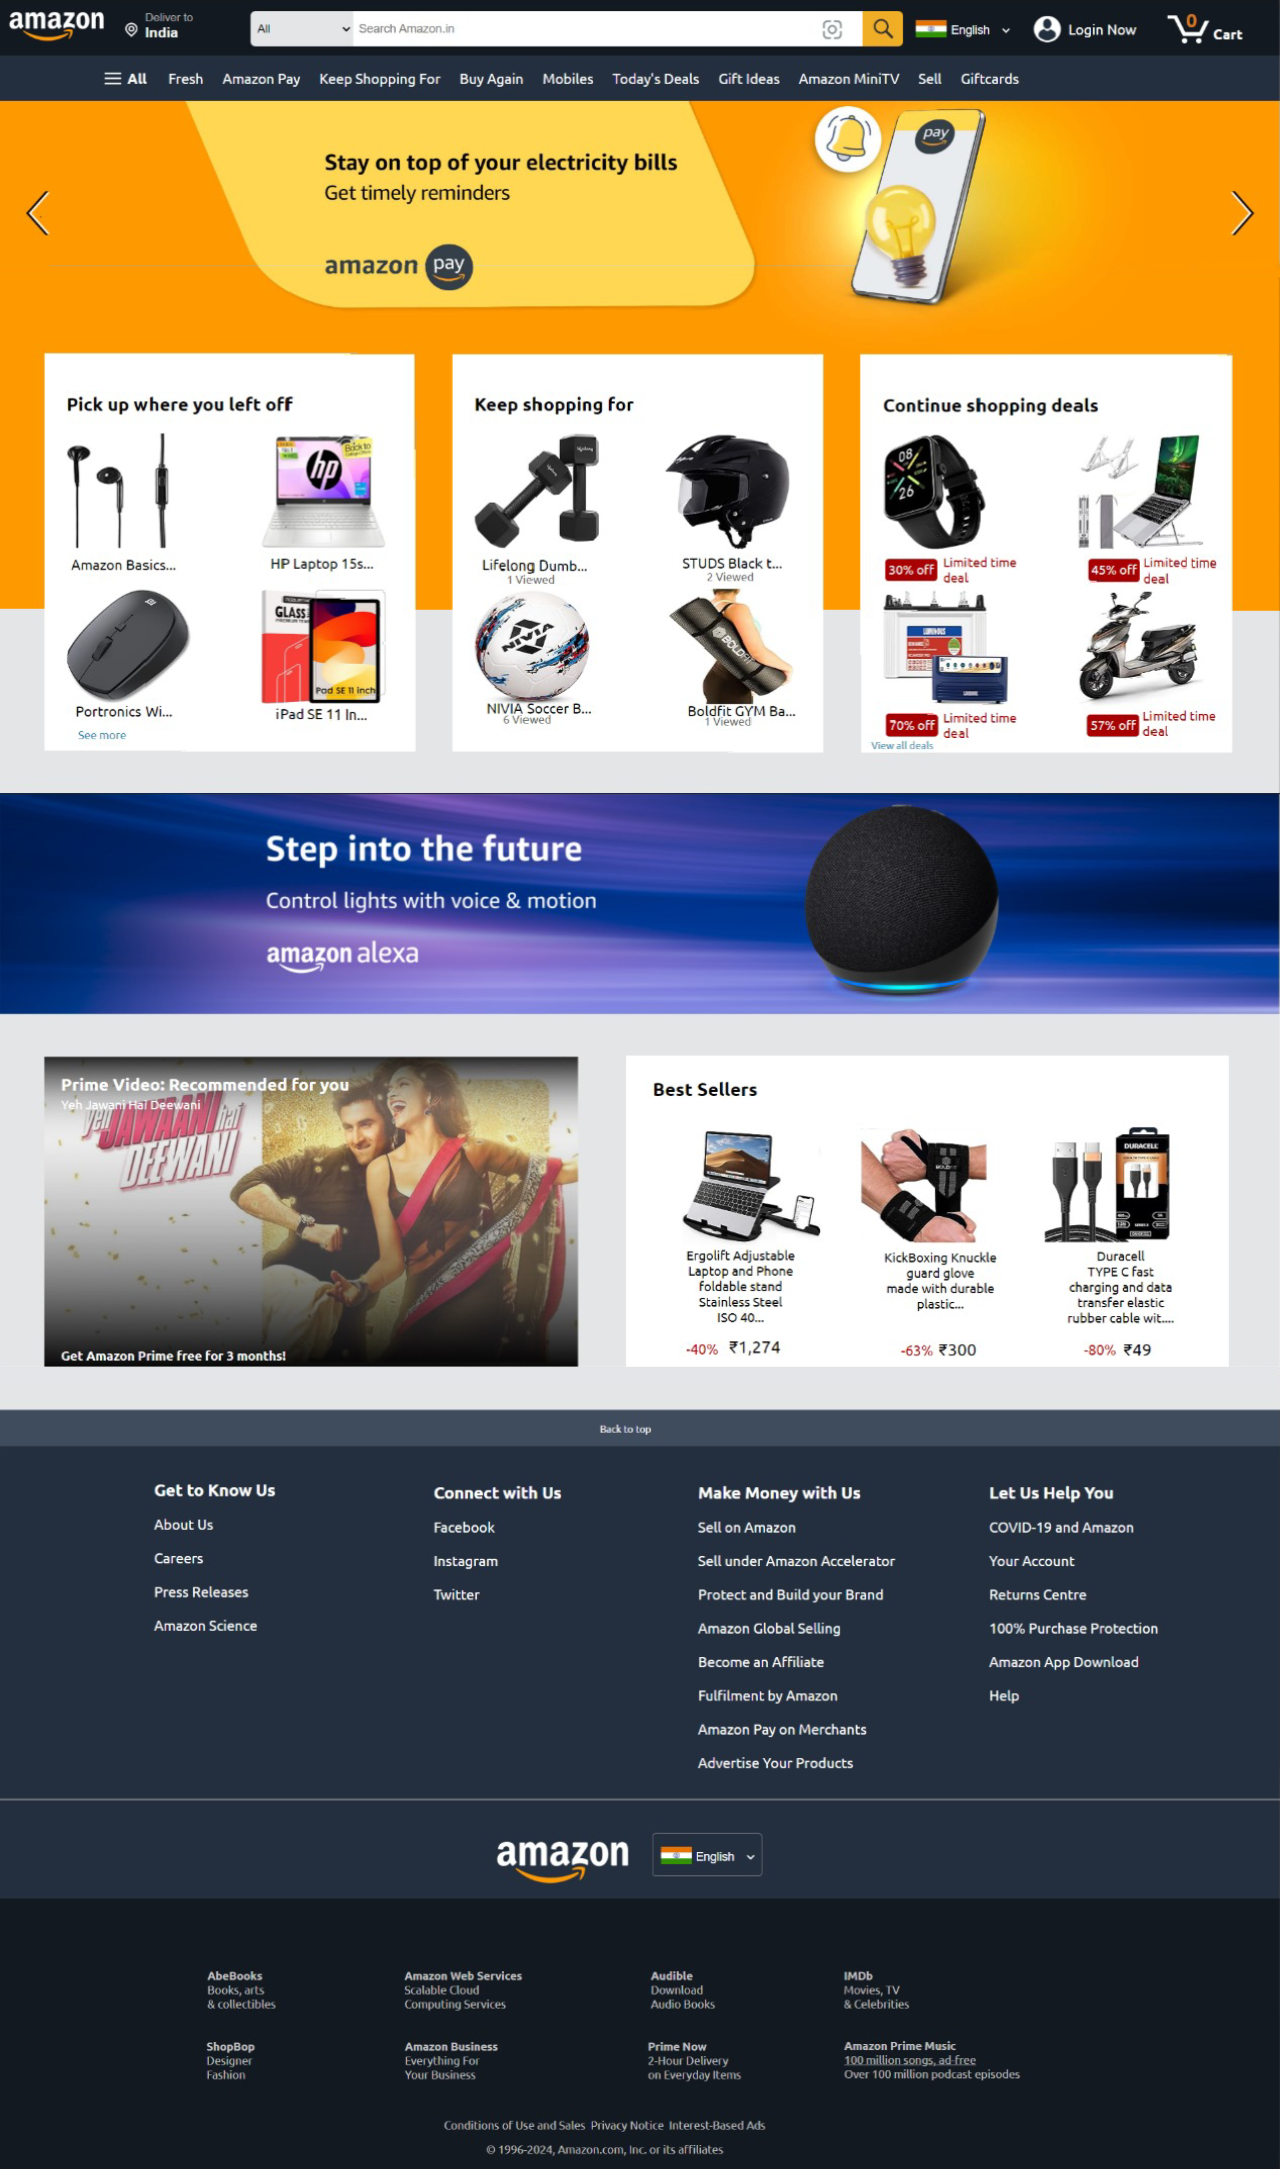 amazon
Deliver to
India
All
Search Amazon.in
English
Login Now
0
Cart
All Fresh Amazon Pay Keep Shopping For Buy Again Mobiles Today's Deals Gift Ideas Amazon MiniTV Sell Giftcards
Stay on top of your electricity bills
Get timely reminders
amazon pay
pay
Pick up where you left off
hp
Back to
Amazon Basics...
HP Laptop 15s...
GLASS
iPad SE 11 inch
Portronics Wi...
iPad SE 11 In...
See more
Keep shopping for
Lifelong Dumb...
1 Viewed
STUDS Black t...
2 Viewed
NIVIA
BOLDFIT
NIVIA Soccer B...
6 Viewed
Boldfit GYM Ba...
1 Viewed
Continue shopping deals
08
26
30% off
Limited time
deal
45% off
Limited time
deal
LUMINOUS
70% off
Limited time
deal
57% off
Limited time
deal
View all deals
Step into the future
Control lights with voice & motion
amazon alexa
Prime Video: Recommended for you
Yeh Jawani Hai Deewani
Yeh JAWAANI hai
DEEWANI
Get Amazon Prime free for 3 months!
Best Sellers
BOLDFIT
DURACELL
Ergolift Adjustable
Laptop and Phone
foldable stand
Stainless Steel
ISO 40...
-40% ₹1,274
KickBoxing Knuckle
guard glove
made with durable
plastic...
-63% ₹300
Duracell
TYPE C fast
charging and data
transfer elastic
rubber cable wit....
-80% ₹49
Back to top
Get to Know Us
About Us
Careers
Press Releases
Amazon Science
Connect with Us
Facebook
Instagram
Twitter
Make Money with Us
Sell on Amazon
Sell under Amazon Accelerator
Protect and Build your Brand
Amazon Global Selling
Become an Affiliate
Fulfilment by Amazon
Amazon Pay on Merchants
Advertise Your Products
Let Us Help You
COVID-19 and Amazon
Your Account
Returns Centre
100% Purchase Protection
Amazon App Download
Help
amazon
English
AbeBooks
Books, arts
& collectibles
Amazon Web Services
Scalable Cloud
Computing Services
Audible
Download
Audio Books
IMDb
Movies, TV
& Celebrities
ShopBop
Designer
Fashion
Amazon Business
Everything For
Your Business
Prime Now
2-Hour Delivery
on Everyday Items
Amazon Prime Music
100 million songs, ad-free
Over 100 million podcast episodes
Conditions of Use and Sales Privacy Notice Interest-Based Ads
© 1996-2024, Amazon.com, Inc. or its affiliates